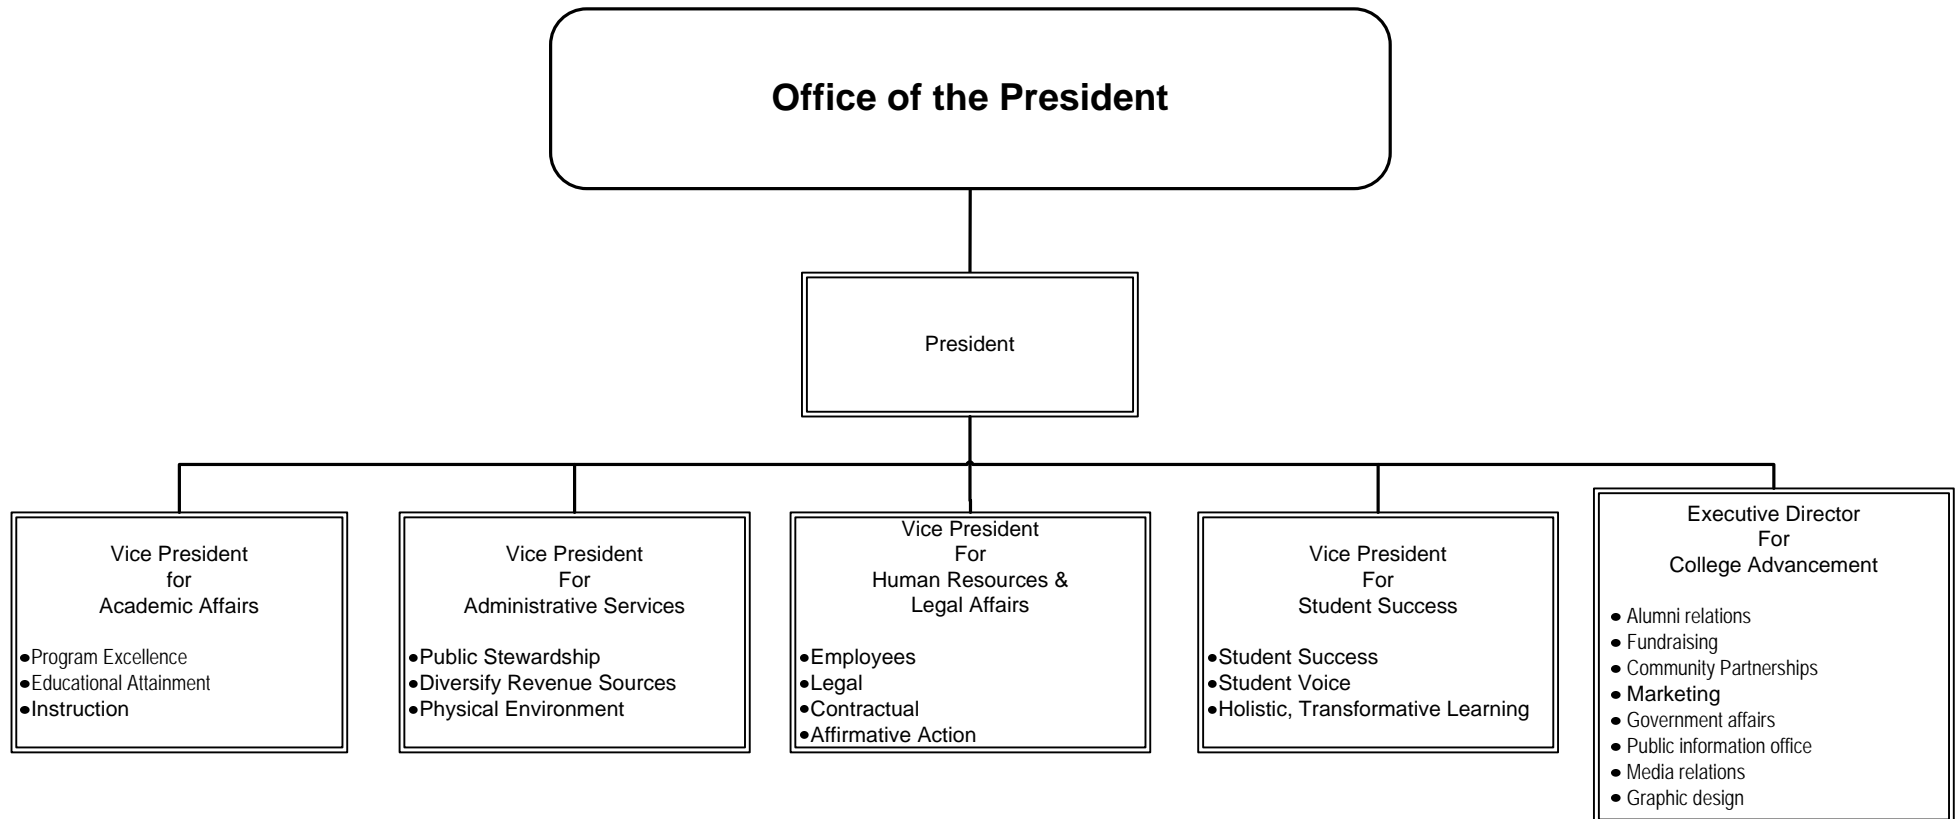 Office of the President
President
Vice President
for
Academic Affairs
•Program Excellence
•Educational Attainment
•Instruction
Vice President
For
Administrative Services
•Public Stewardship
•Diversify Revenue Sources
•Physical Environment
Vice President
For
Human Resources &
Legal Affairs
•Employees
•Legal
•Contractual
•Affirmative Action
Vice President
For
Student Success
•Student Success
•Student Voice
•Holistic, Transformative Learning
Executive Director
For
College Advancement
• Alumni relations
• Fundraising
• Community Partnerships
• Marketing
• Government affairs
• Public information office
• Media relations
• Graphic design